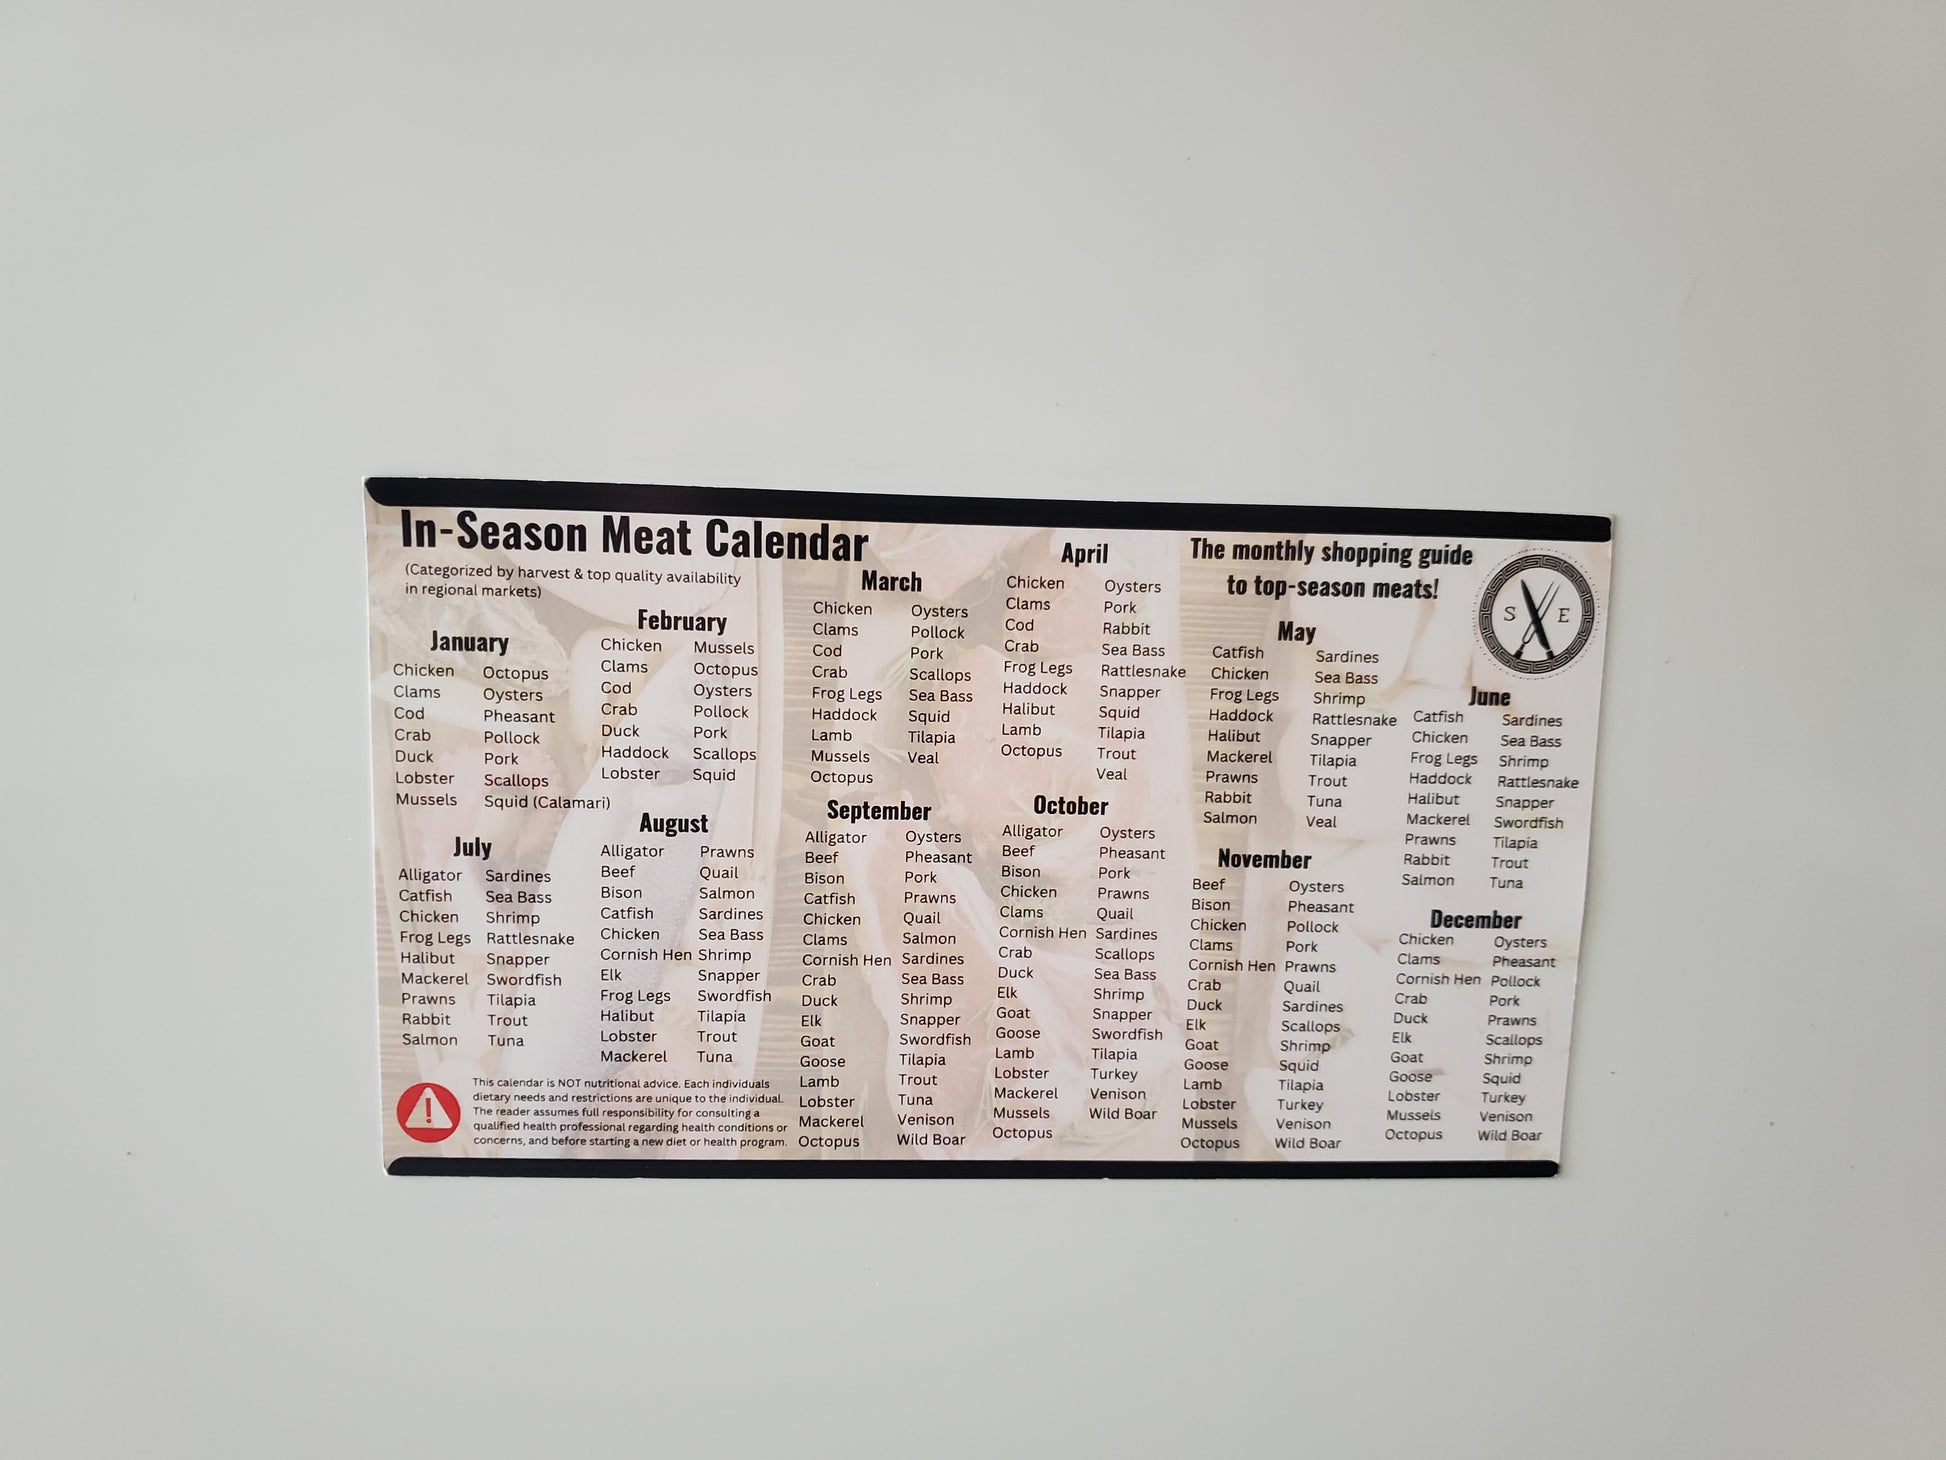 In-Season Meat Calendar
(Categorized by harvest & top quality availability
in regional markets)
The monthly shopping guide
to top-season meats!
S E
January
Chicken Octopus
Clams Oysters
Cod Pheasant
Crab Pollock
Duck Pork
Lobster Scallops
Mussels Squid (Calamari)
February
Chicken Mussels
Clams Octopus
Cod Oysters
Crab Pollock
Duck Pork
Haddock Scallops
Lobster Squid
March
Chicken Oysters
Clams Pollock
Cod Pork
Crab Scallops
Frog Legs Sea Bass
Haddock Squid
Lamb Tilapia
Mussels Veal
Octopus
April
Chicken Oysters
Clams Pork
Cod Rabbit
Crab Sea Bass
Frog Legs Rattlesnake
Haddock Snapper
Halibut Squid
Lamb Tilapia
Octopus Trout
Veal
May
Catfish Sardines
Chicken Sea Bass
Frog Legs Shrimp
Haddock Rattlesnake
Halibut Snapper
Mackerel Tilapia
Prawns Trout
Rabbit Tuna
Salmon Veal
June
Catfish Sardines
Chicken Sea Bass
Frog Legs Shrimp
Haddock Rattlesnake
Halibut Snapper
Mackerel Swordfish
Prawns Tilapia
Rabbit Trout
Salmon Tuna
July
Alligator Sardines
Catfish Sea Bass
Chicken Shrimp
Frog Legs Rattlesnake
Halibut Snapper
Mackerel Swordfish
Prawns Tilapia
Rabbit Trout
Salmon Tuna
August
Alligator Prawns
Beef Quail
Bison Salmon
Catfish Sardines
Chicken Sea Bass
Cornish Hen Shrimp
Elk Snapper
Frog Legs Swordfish
Halibut Tilapia
Lobster Trout
Mackerel Tuna
September
Alligator Oysters
Beef Pheasant
Bison Pork
Catfish Prawns
Chicken Quail
Clams Salmon
Cornish Hen Sardines
Crab Sea Bass
Duck Shrimp
Elk Snapper
Goat Swordfish
Goose Tilapia
Lamb Trout
Lobster Tuna
Mackerel Venison
Octopus Wild Boar
October
Alligator Oysters
Beef Pheasant
Bison Pork
Chicken Prawns
Clams Quail
Cornish Hen Sardines
Crab Scallops
Duck Sea Bass
Elk Shrimp
Goat Snapper
Goose Swordfish
Lamb Tilapia
Lobster Turkey
Mackerel Venison
Mussels Wild Boar
Octopus
November
Beef Oysters
Bison Pheasant
Chicken Pollock
Clams Pork
Cornish Hen Prawns
Crab Quail
Duck Sardines
Elk Scallops
Goat Shrimp
Goose Squid
Lamb Tilapia
Lobster Turkey
Mussels Venison
Octopus Wild Boar
December
Chicken Oysters
Clams Pheasant
Cornish Hen Pollock
Crab Pork
Duck Prawns
Elk Scallops
Goat Shrimp
Goose Squid
Lobster Turkey
Mussels Venison
Octopus Wild Boar
This calendar is NOT nutritional advice. Each individuals
dietary needs and restrictions are unique to the individual.
The reader assumes full responsibility for consulting a
qualified health professional regarding health conditions or
concerns, and before starting a new diet or health program.